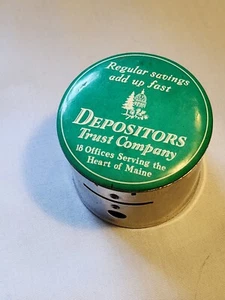 Regular savings
add up fast
DEPOSITORS
Trust Company
18 Offices Serving the
Heart of Maine